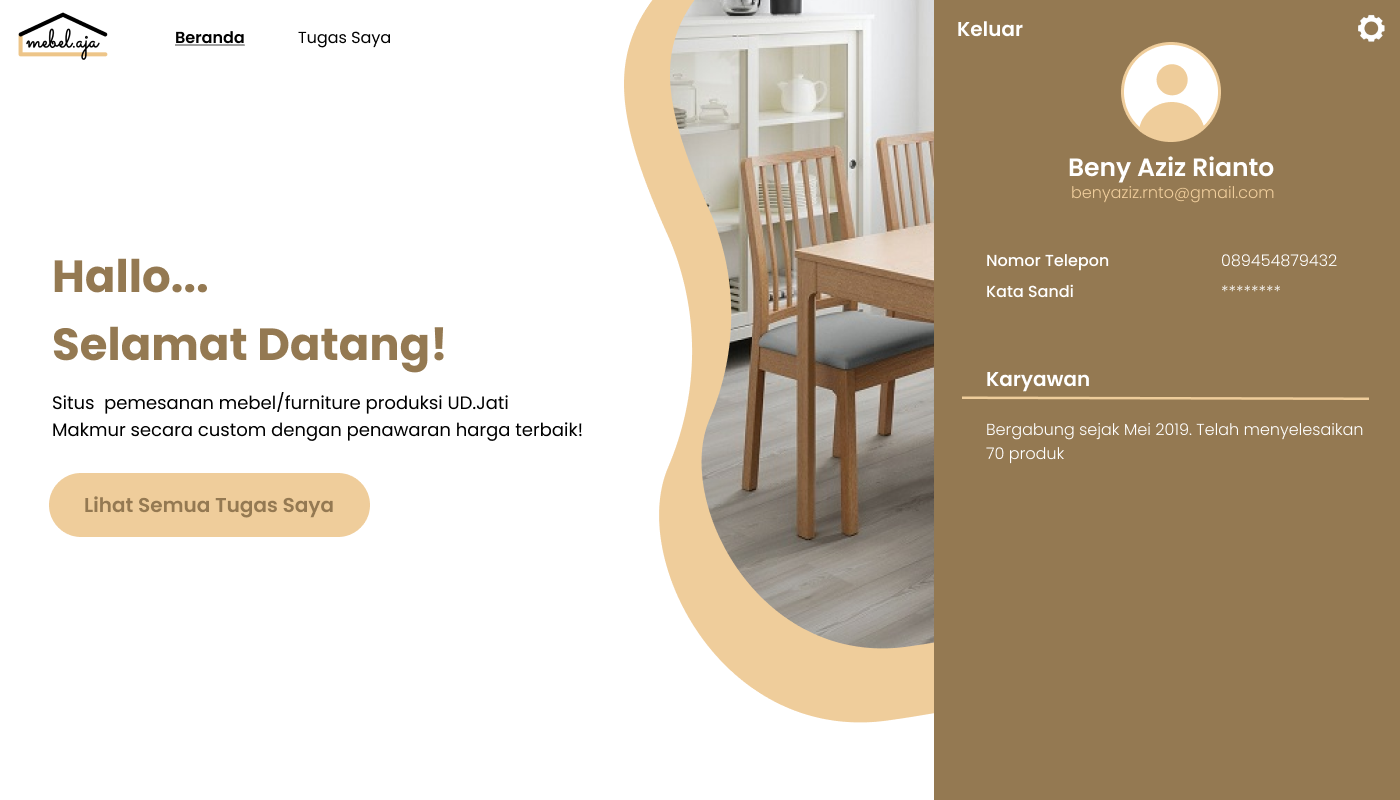 mebel.aja
Beranda
Tugas Saya
Hallo...
Selamat Datang!
Situs  pemesanan mebel/furniture produksi UD.Jati
Makmur secara custom dengan penawaran harga terbaik!
Lihat Semua Tugas Saya
Keluar
Beny Aziz Rianto
benyaziz.rnto@gmail.com
Nomor Telepon 089454879432
Kata Sandi ********
Karyawan
Bergabung sejak Mei 2019. Telah menyelesaikan
70 produk